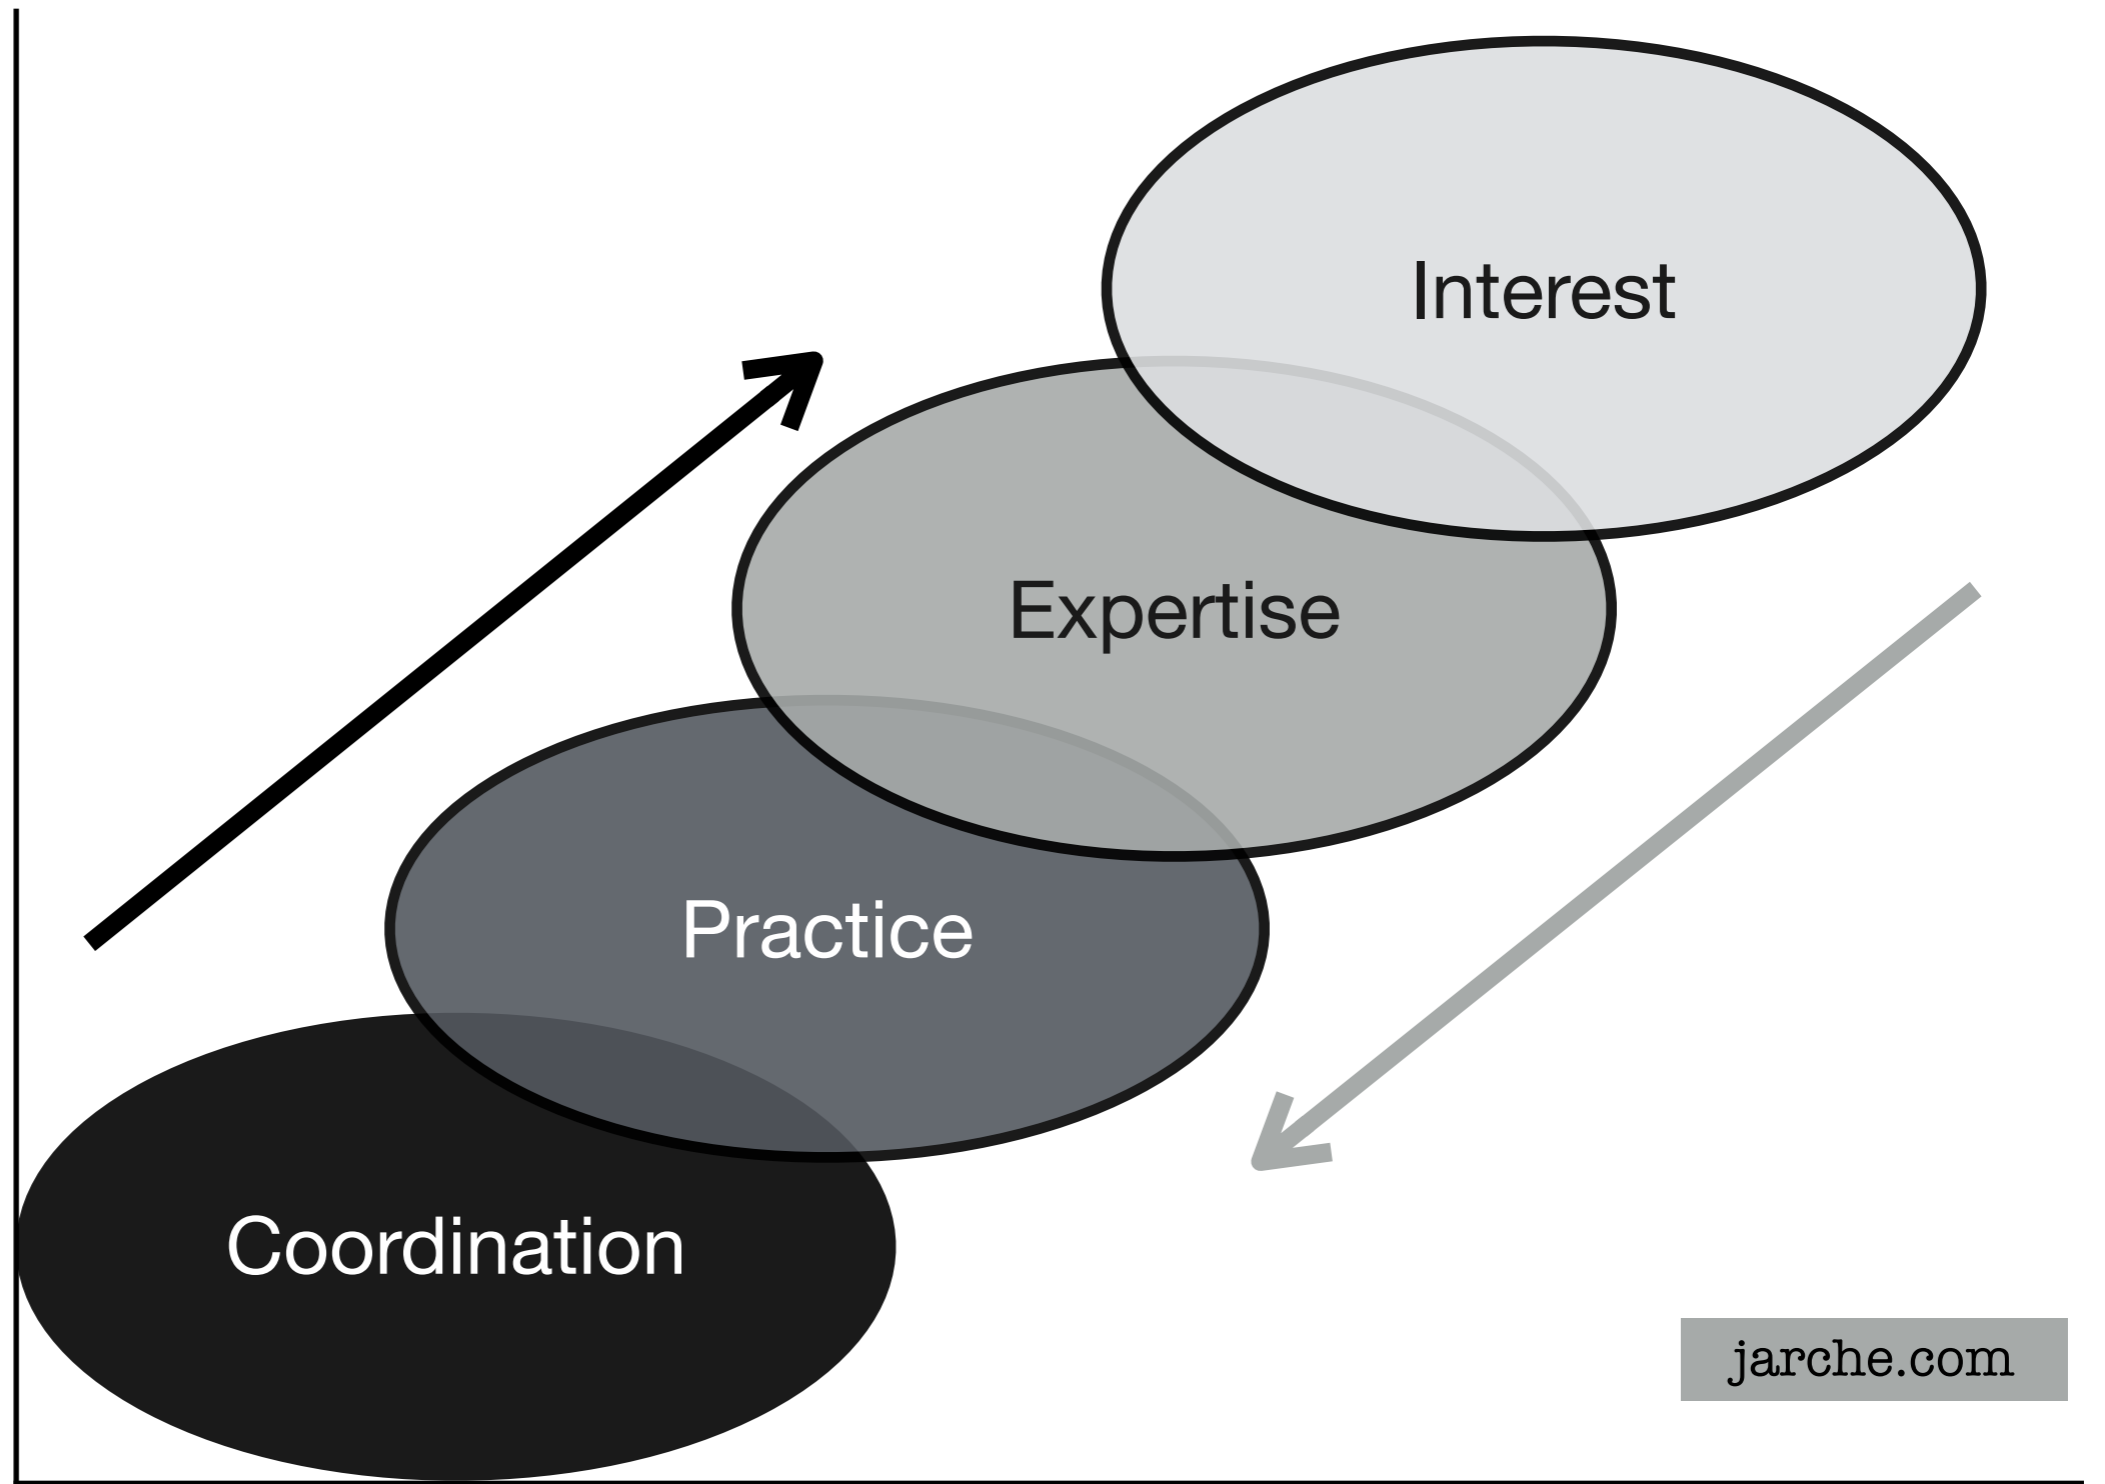 Interest
Expertise
Practice
Coordination
jarche.com